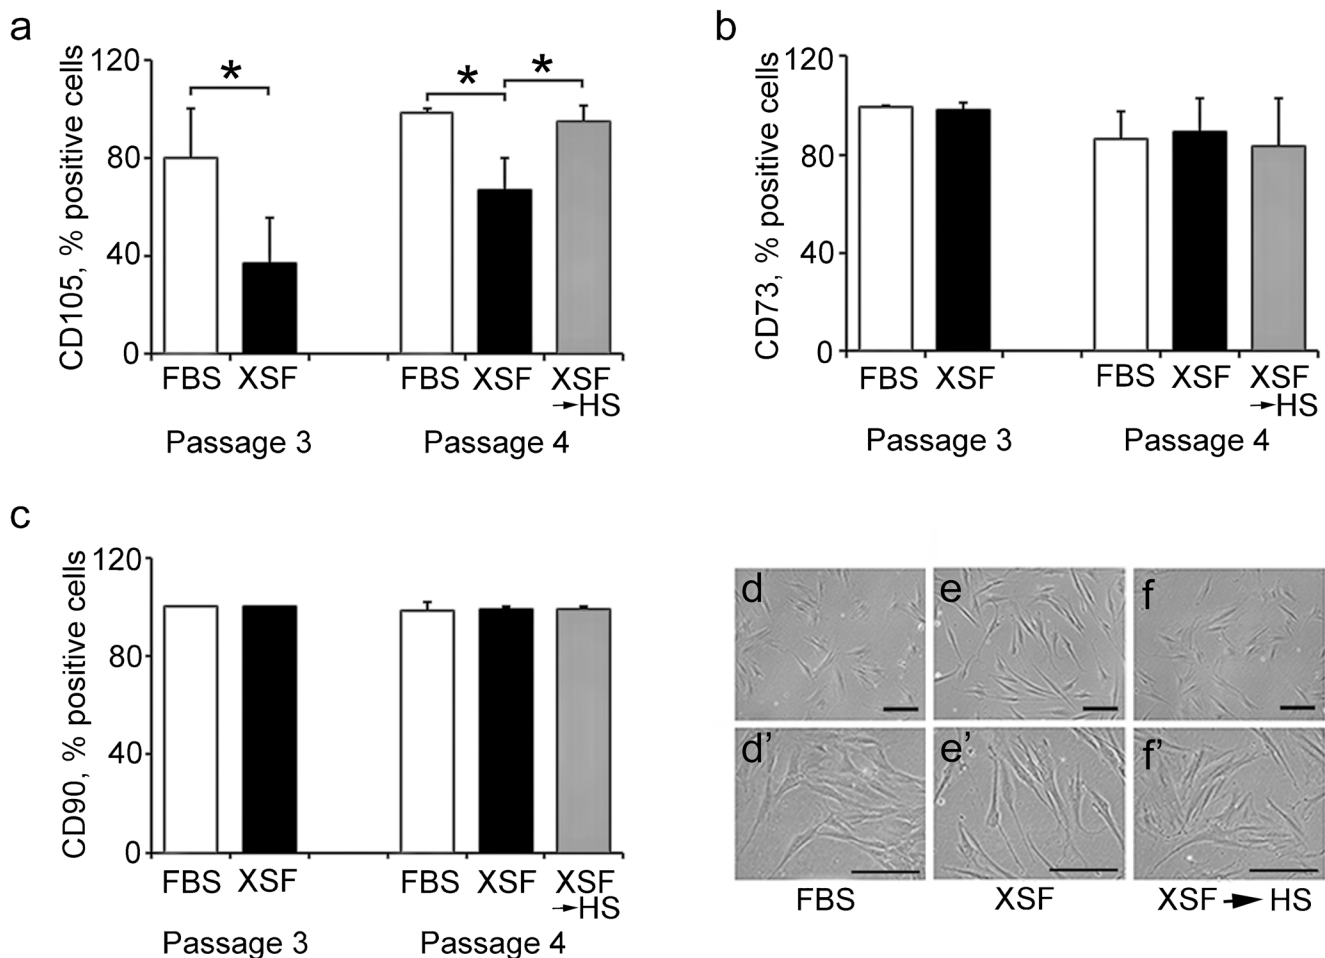 a
CD105, % positive cells
120
80
40
0
*
*
*
FBS XSF
FBS XSF XSF
→HS
Passage 3
Passage 4
b
CD73, % positive cells
120
80
40
0
FBS XSF
FBS XSF XSF
→HS
Passage 3
Passage 4
c
CD90, % positive cells
120
80
40
0
FBS XSF
FBS XSF XSF
→HS
Passage 3
Passage 4
d e f
d’ e’ f’
FBS XSF XSF → HS